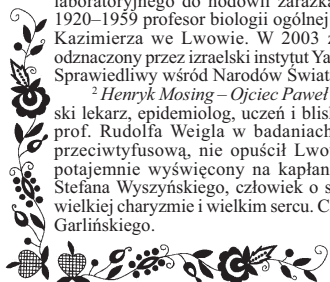 laboratoryjnego do hodowli zarazka
1920–1959 profesor biologii ogólnej
Kazimierza we Lwowie. W 2003 z
odznaczony przez izraelski instytut Ya
Sprawiedliwy wśród Narodów Świat
² Henryk Mosing – Ojciec Paweł
ski lekarz, epidemiolog, uczeń i blisk
prof. Rudolfa Weigla w badaniach
przeciwtyfusową, nie opuścił Lwo
potajemnie wyświęcony na kapłan
Stefana Wyszyńskiego, człowiek o s
wielkiej charyzmie i wielkim sercu. C
Garlińskiego.